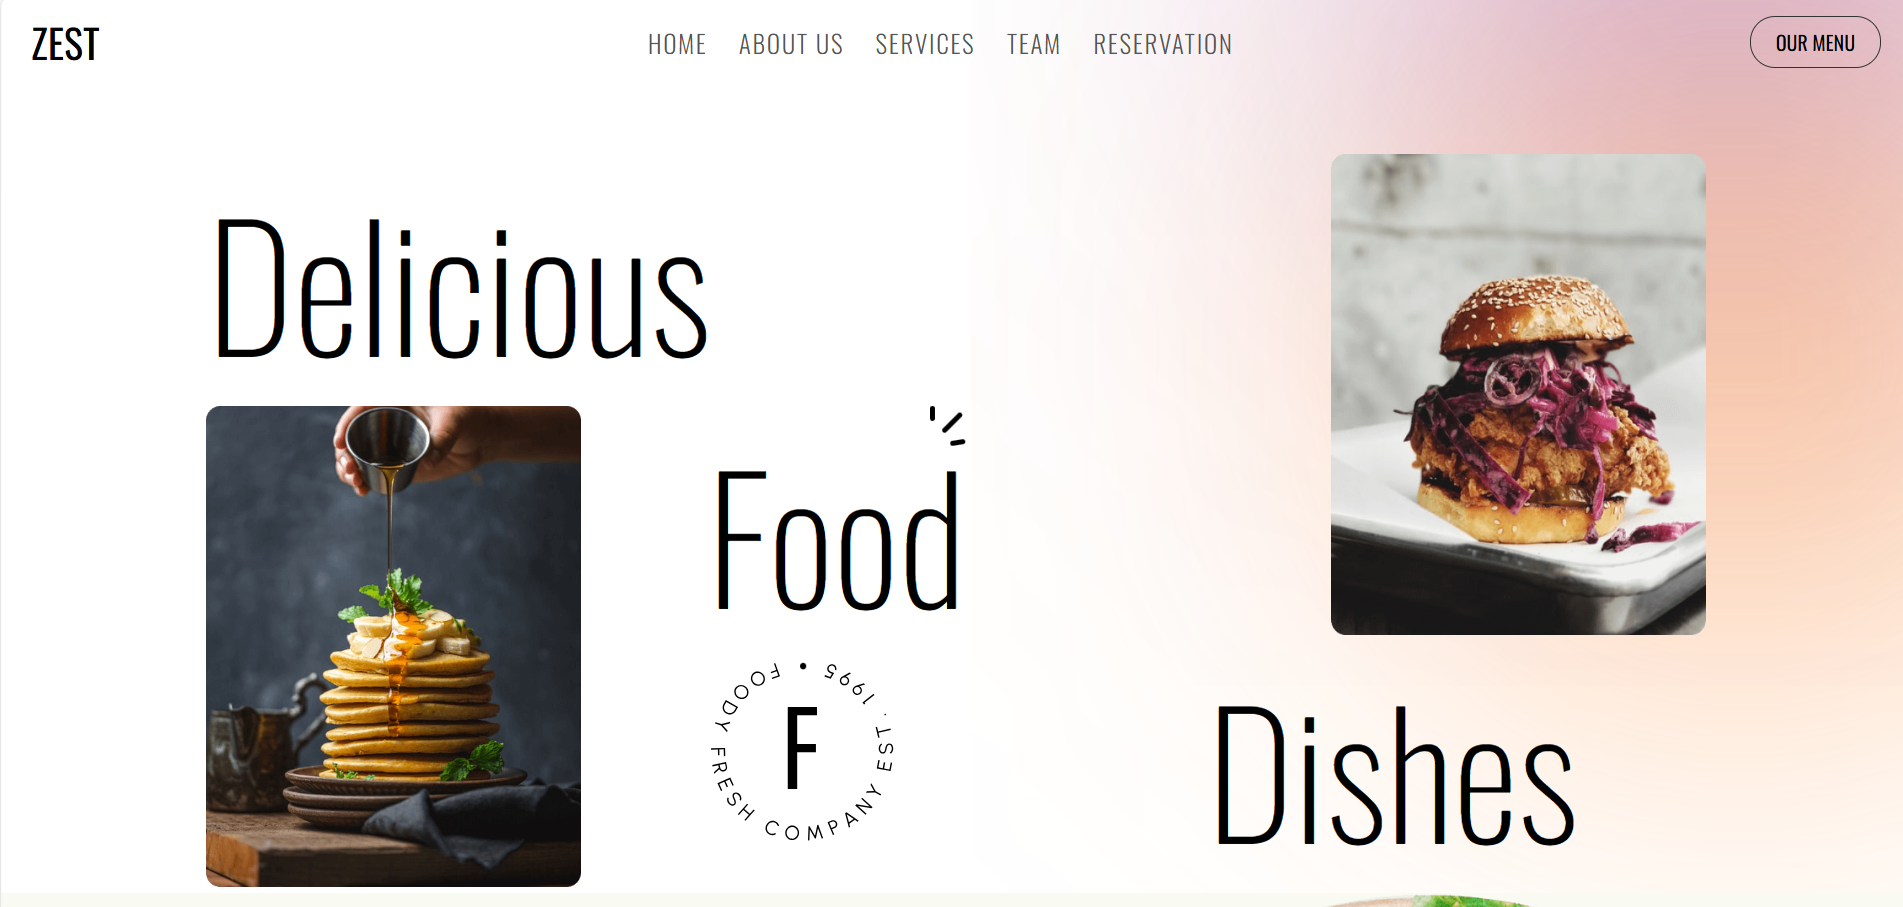 ZEST
HOME ABOUT US SERVICES TEAM RESERVATION
OUR MENU
Delicious
Food
FOODY FRESH COMPANY EST. 1995 •
F
Dishes